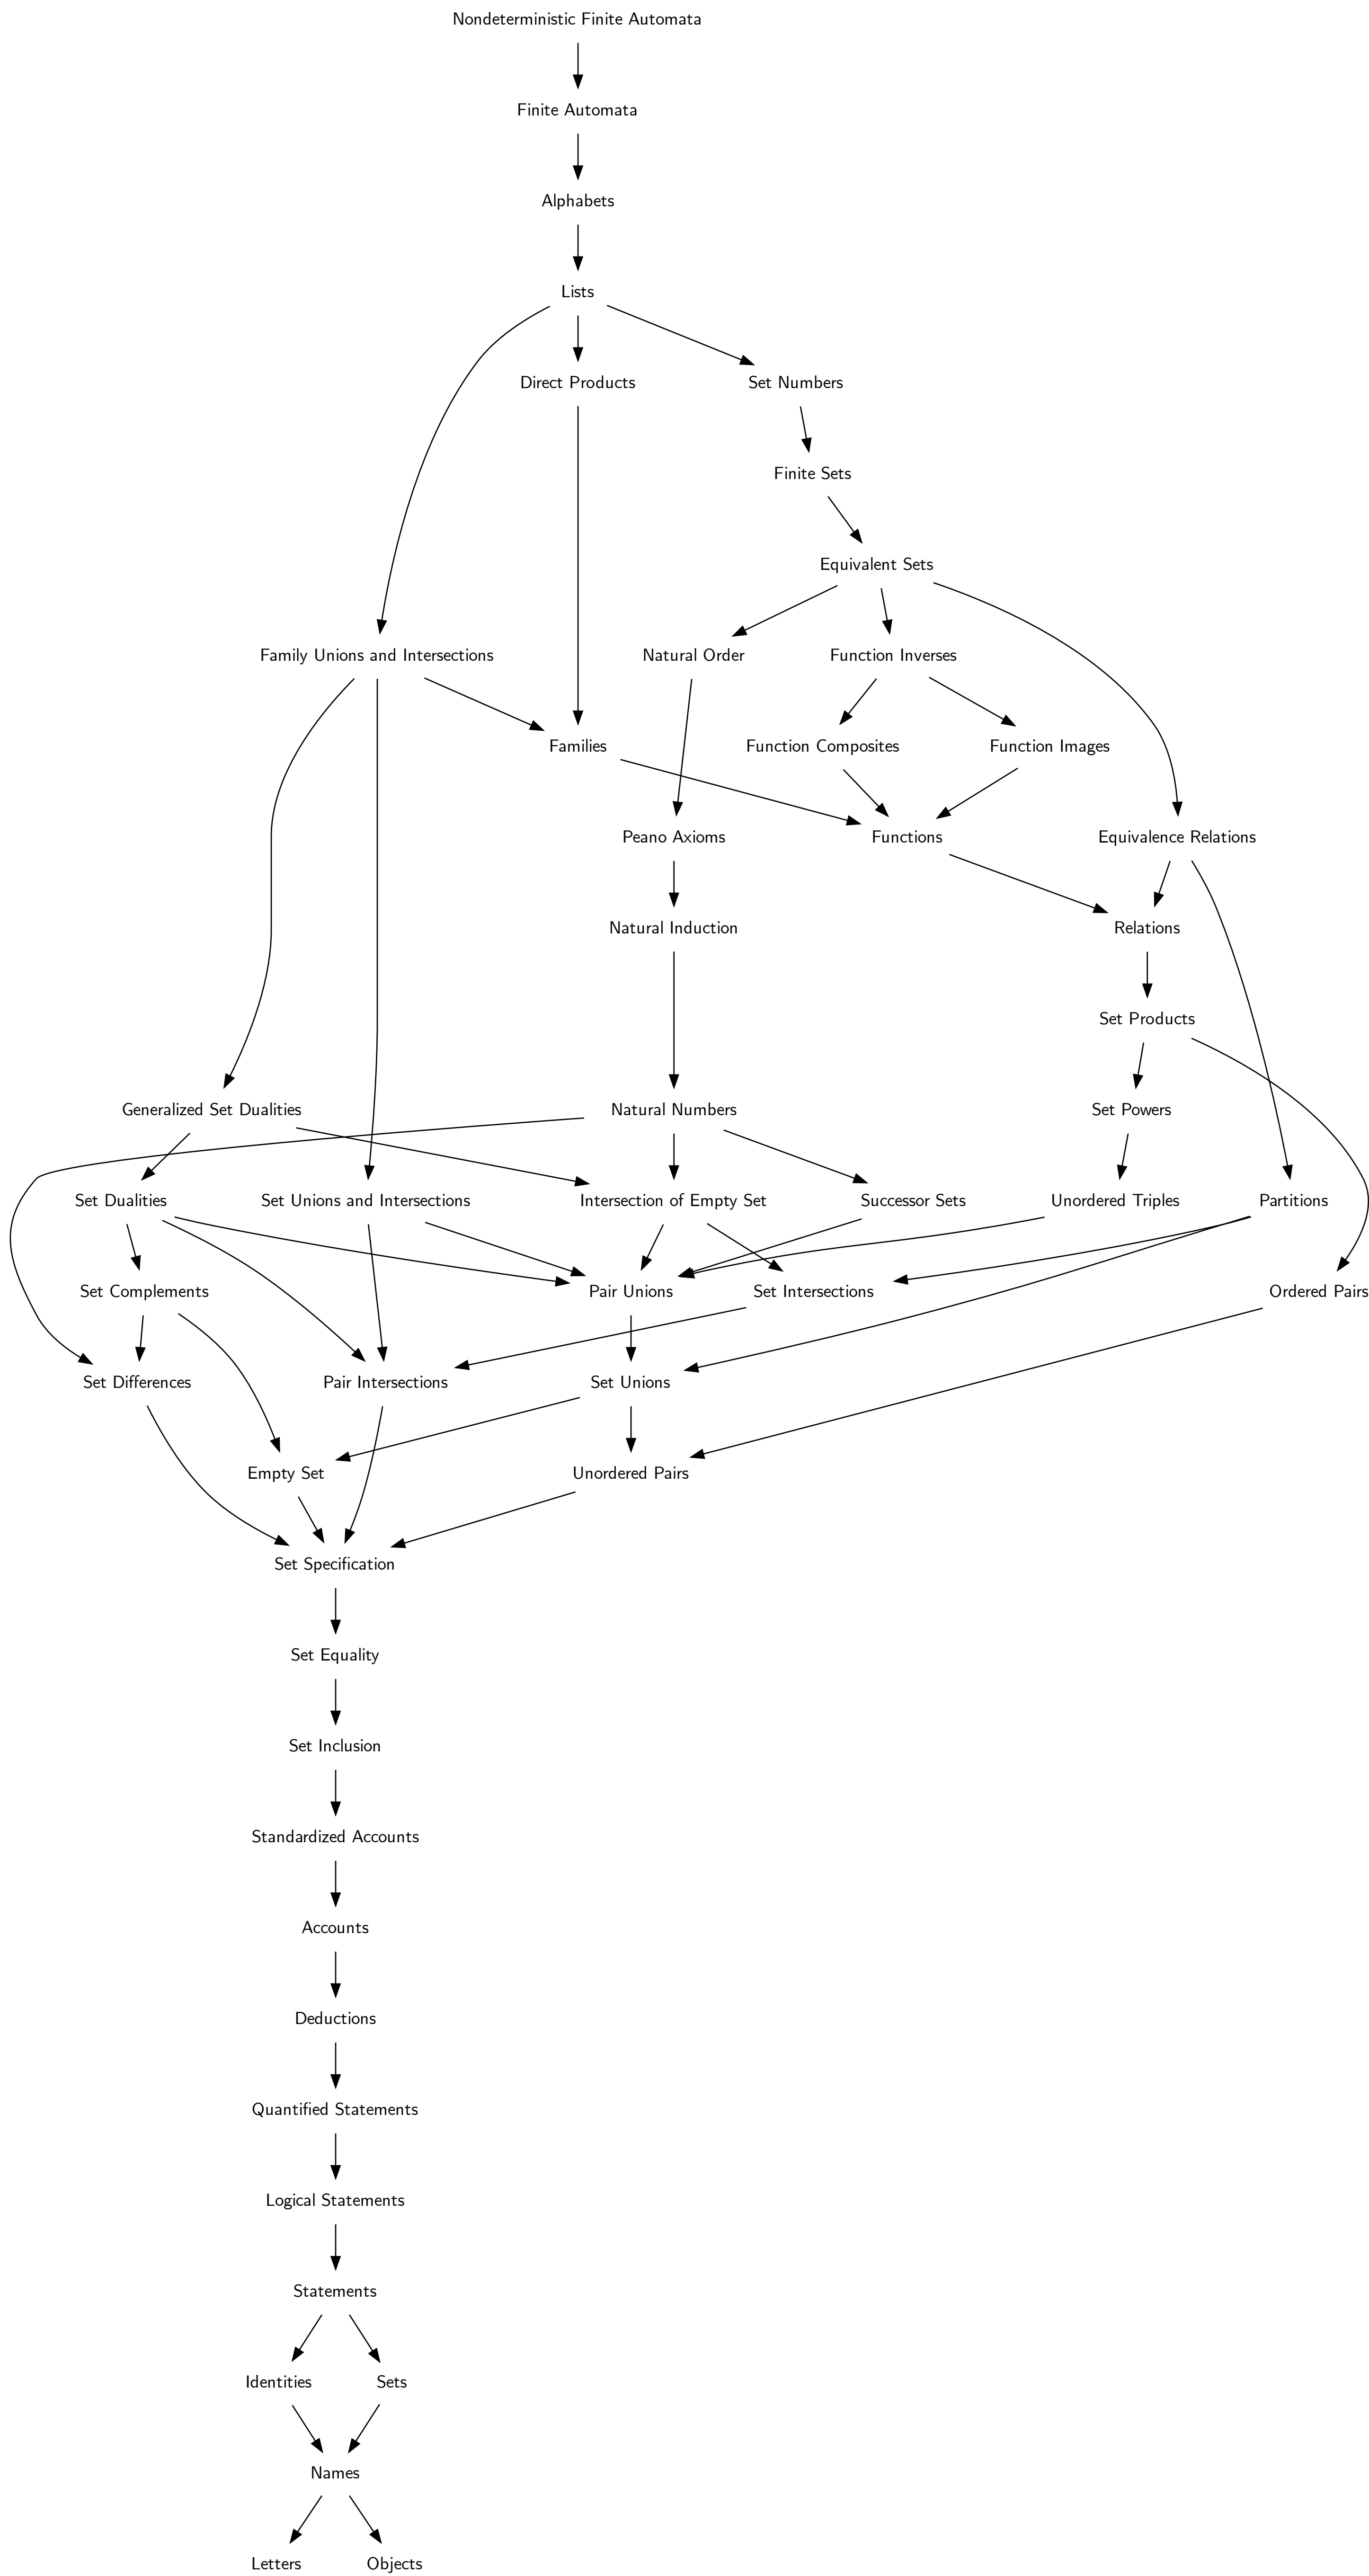 Nondeterministic Finite Automata
Finite Automata
Alphabets
Lists
Direct Products
Set Numbers
Finite Sets
Equivalent Sets
Family Unions and Intersections
Natural Order
Function Inverses
Families
Function Composites
Function Images
Peano Axioms
Functions
Equivalence Relations
Natural Induction
Relations
Set Products
Generalized Set Dualities
Natural Numbers
Set Powers
Set Dualities
Set Unions and Intersections
Intersection of Empty Set
Successor Sets
Unordered Triples
Partitions
Set Complements
Pair Unions
Set Intersections
Ordered Pairs
Set Differences
Pair Intersections
Set Unions
Empty Set
Unordered Pairs
Set Specification
Set Equality
Set Inclusion
Standardized Accounts
Accounts
Deductions
Quantified Statements
Logical Statements
Statements
Identities
Sets
Names
Letters
Objects